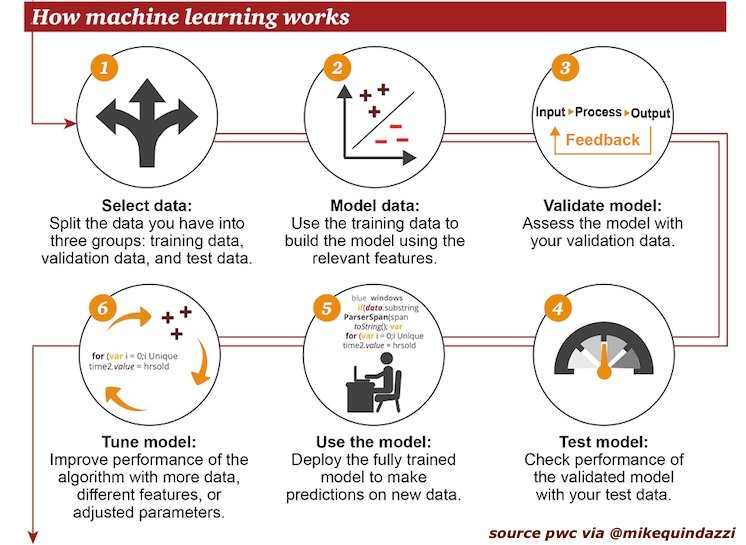 How machine learning works
1
Select data:
Split the data you have into
three groups: training data,
validation data, and test data.
2
Model data:
Use the training data to
build the model using the
relevant features.
3
Input Process Output
Feedback
Validate model:
Assess the model with
your validation data.
4
Test model:
Check performance of
the validated model
with your test data.
5
blue windows
if(data.substring
ParserSpan(span
toString(); var
for (var i = 0;i Unique
time2.value = hrsold
Use the model:
Deploy the fully trained
model to make
predictions on new data.
6
for (var i = 0;i Unique
time2.value = hrsold
Tune model:
Improve performance of the
algorithm with more data,
different features, or
adjusted parameters.
source pwc via @mikequindazzi